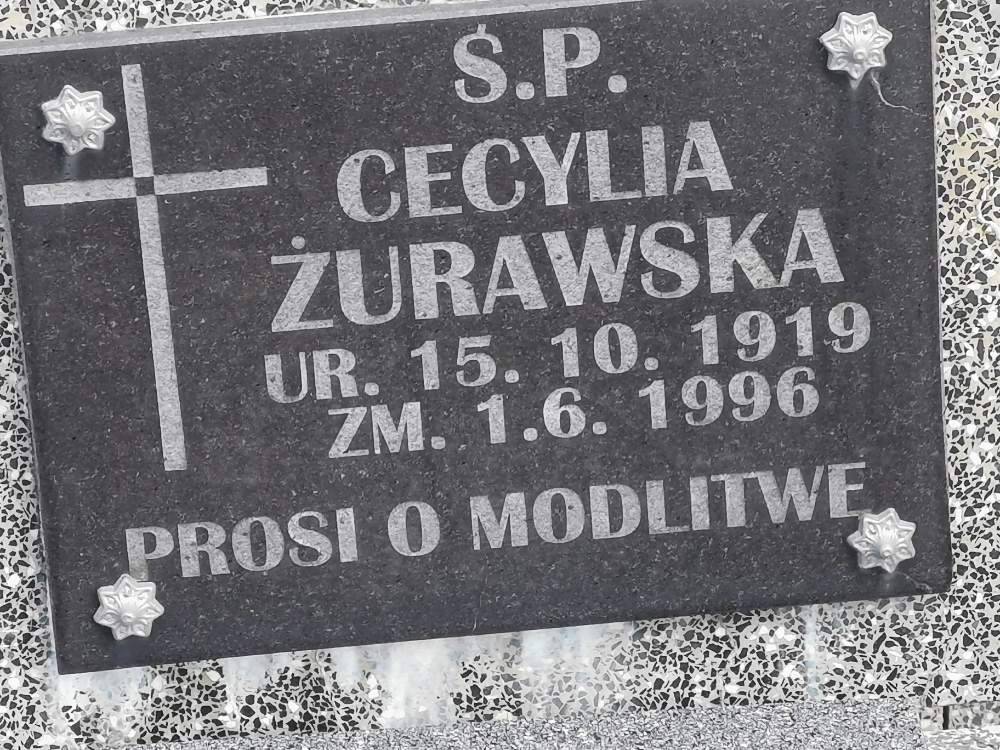 Ś.P.
CECYLIA
ŻURAWSKA
UR. 15. 10. 1919
ZM. 1.6. 1996
PROSI O MODLITWE